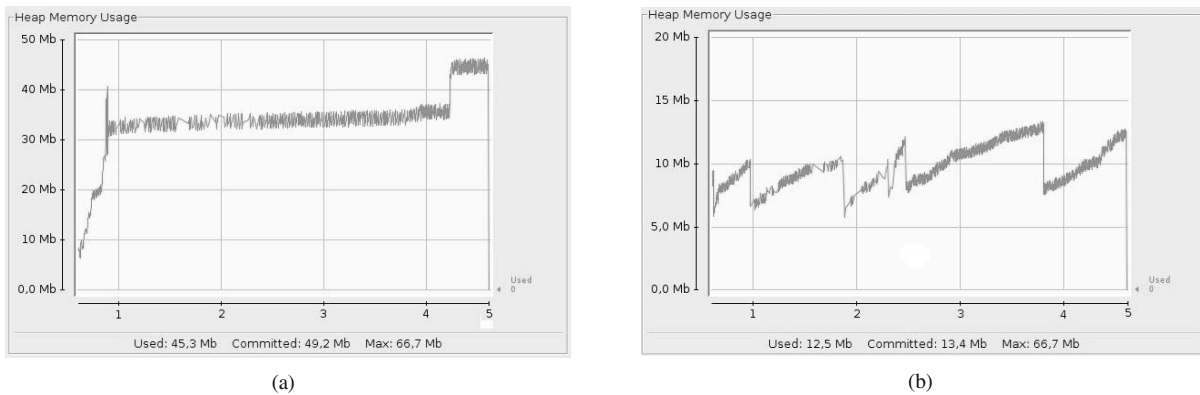 Heap Memory Usage
50 Mb
40 Mb
30 Mb
20 Mb
10 Mb
0,0 Mb
Used
0
1 2 3 4 5
Used: 45,3 Mb Committed: 49,2 Mb Max: 66,7 Mb
(a)
Heap Memory Usage
20 Mb
15 Mb
10 Mb
5,0 Mb
0,0 Mb
Used
0
1 2 3 4 5
Used: 12,5 Mb Committed: 13,4 Mb Max: 66,7 Mb
(b)